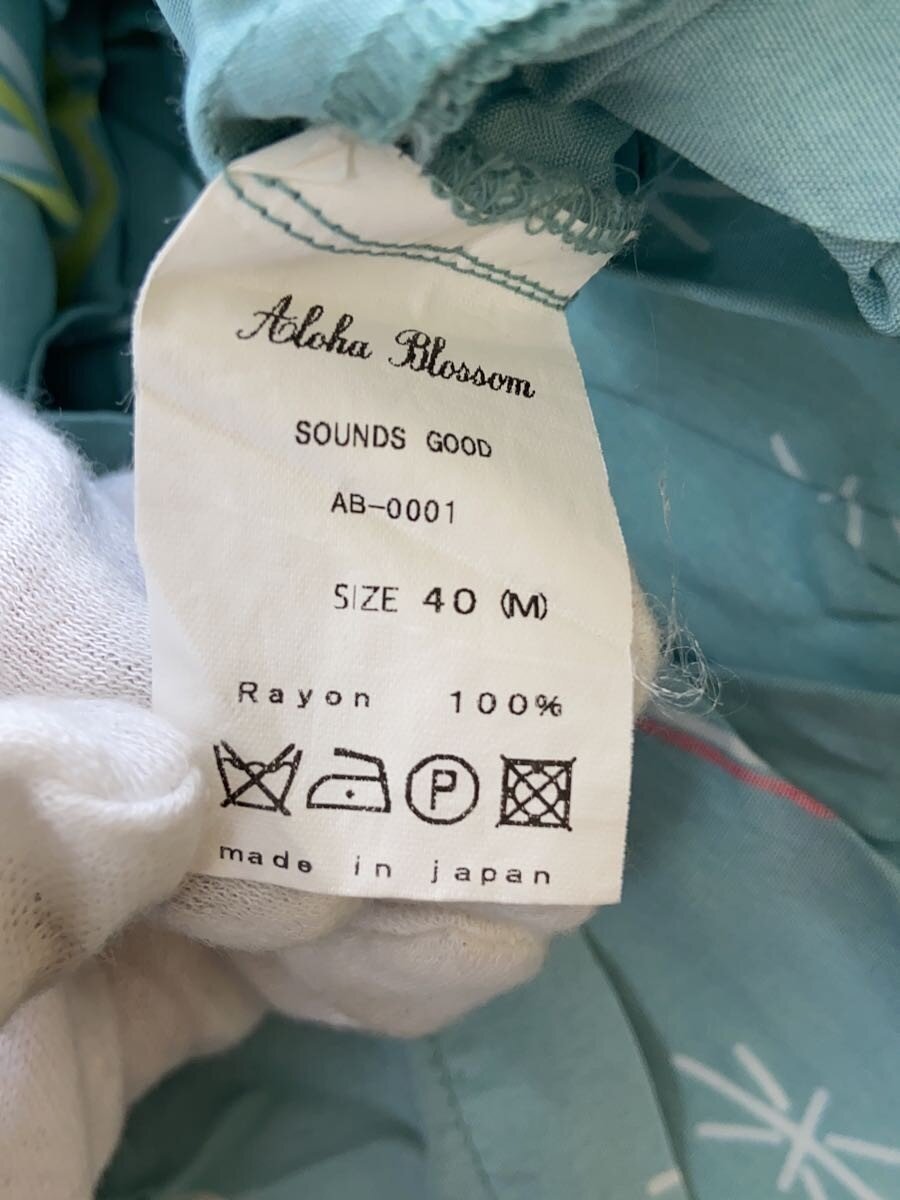 Aloha Blossom
SOUNDS GOOD
AB-0001
SIZE 40 (M)
Rayon 100%
P
made in japan